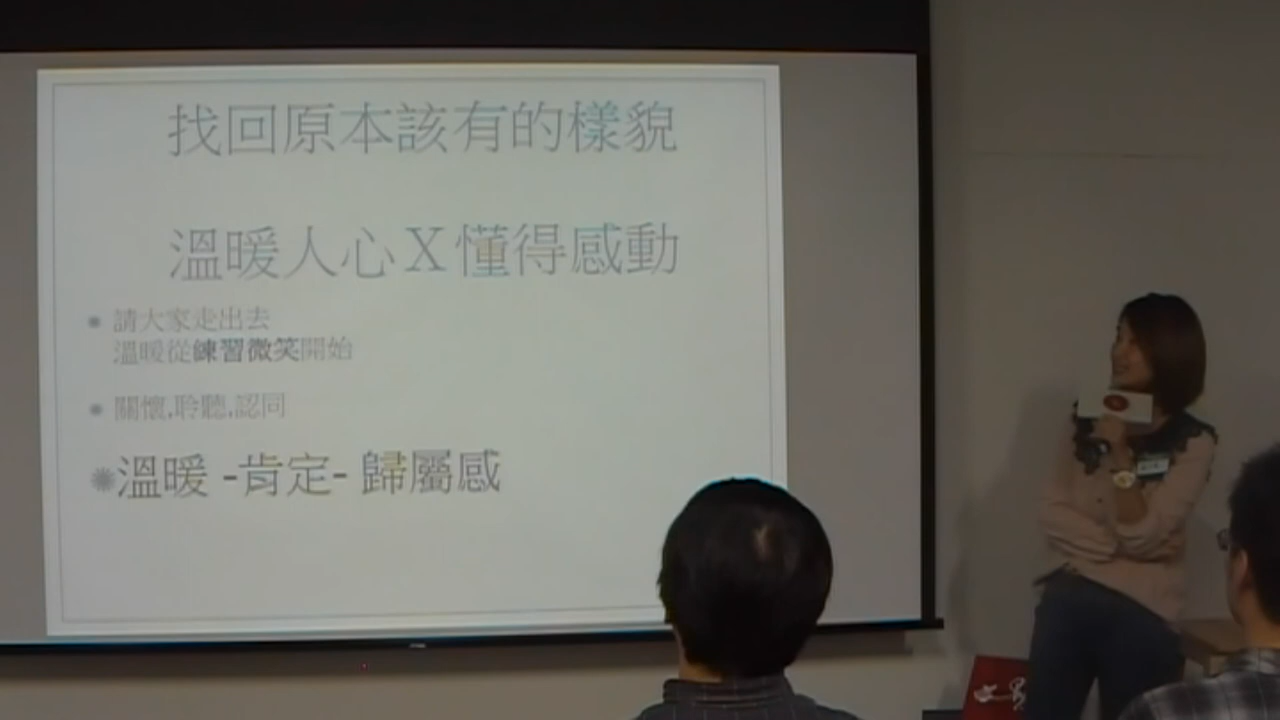 找回原本該有的樣貌
溫暖人心X懂得感動
請大家走出去
溫暖從練習微笑開始
關懷,聆聽,認同
溫暖 -肯定- 歸屬感